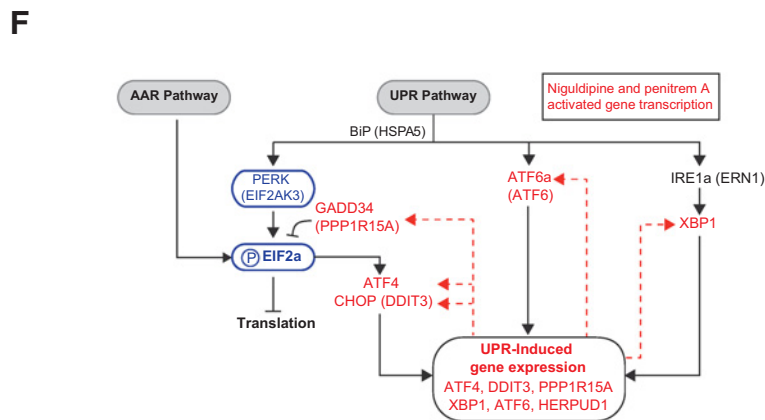 F
AAR Pathway
UPR Pathway
Niguldipine and penitrem A
activated gene transcription
BiP (HSPA5)
PERK
(EIF2AK3)
ATF6a
(ATF6)
IRE1a (ERN1)
GADD34
(PPP1R15A)
XBP1
P EIF2a
ATF4
CHOP (DDIT3)
Translation
UPR-Induced
gene expression
ATF4, DDIT3, PPP1R15A
XBP1, ATF6, HERPUD1